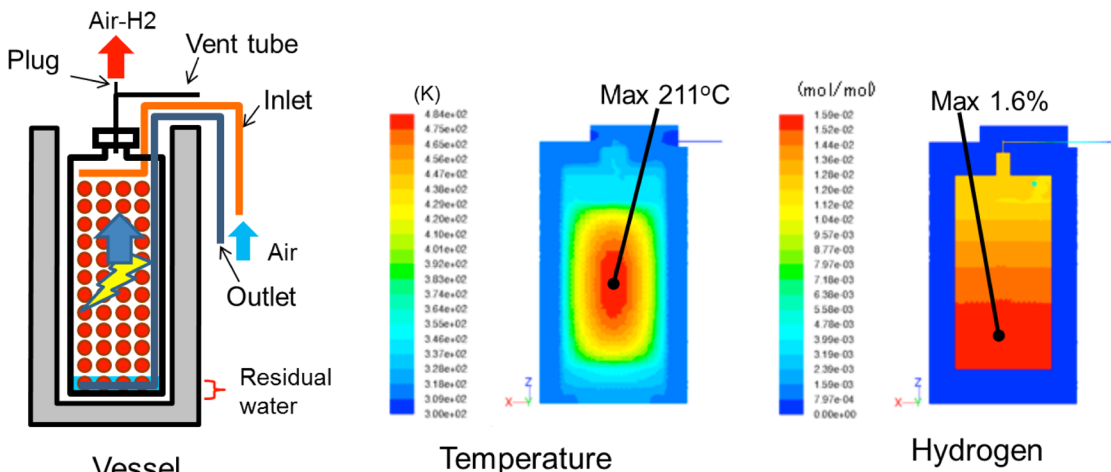 Air-H2
Plug
Vent tube
Inlet
Air
Outlet
Residual
water
Vessel
(K)
4.84e+02
4.75e+02
4.66e+02
4.56e+02
4.47e+02
4.38e+02
4.29e+02
4.20e+02
4.10e+02
4.01e+02
3.92e+02
3.83e+02
3.74e+02
3.64e+02
3.55e+02
3.46e+02
3.37e+02
3.28e+02
3.18e+02
3.09e+02
3.00e+02
Max 211°C
Z
X
Y
Temperature
(mol/mol)
1.59e-02
1.52e-02
1.44e-02
1.36e-02
1.28e-02
1.20e-02
1.12e-02
1.04e-02
9.57e-03
8.77e-03
7.97e-03
7.18e-03
6.38e-03
5.58e-03
4.78e-03
3.99e-03
3.19e-03
2.39e-03
1.59e-03
7.97e-04
0.00e+00
Max 1.6%
Z
X
Y
Hydrogen